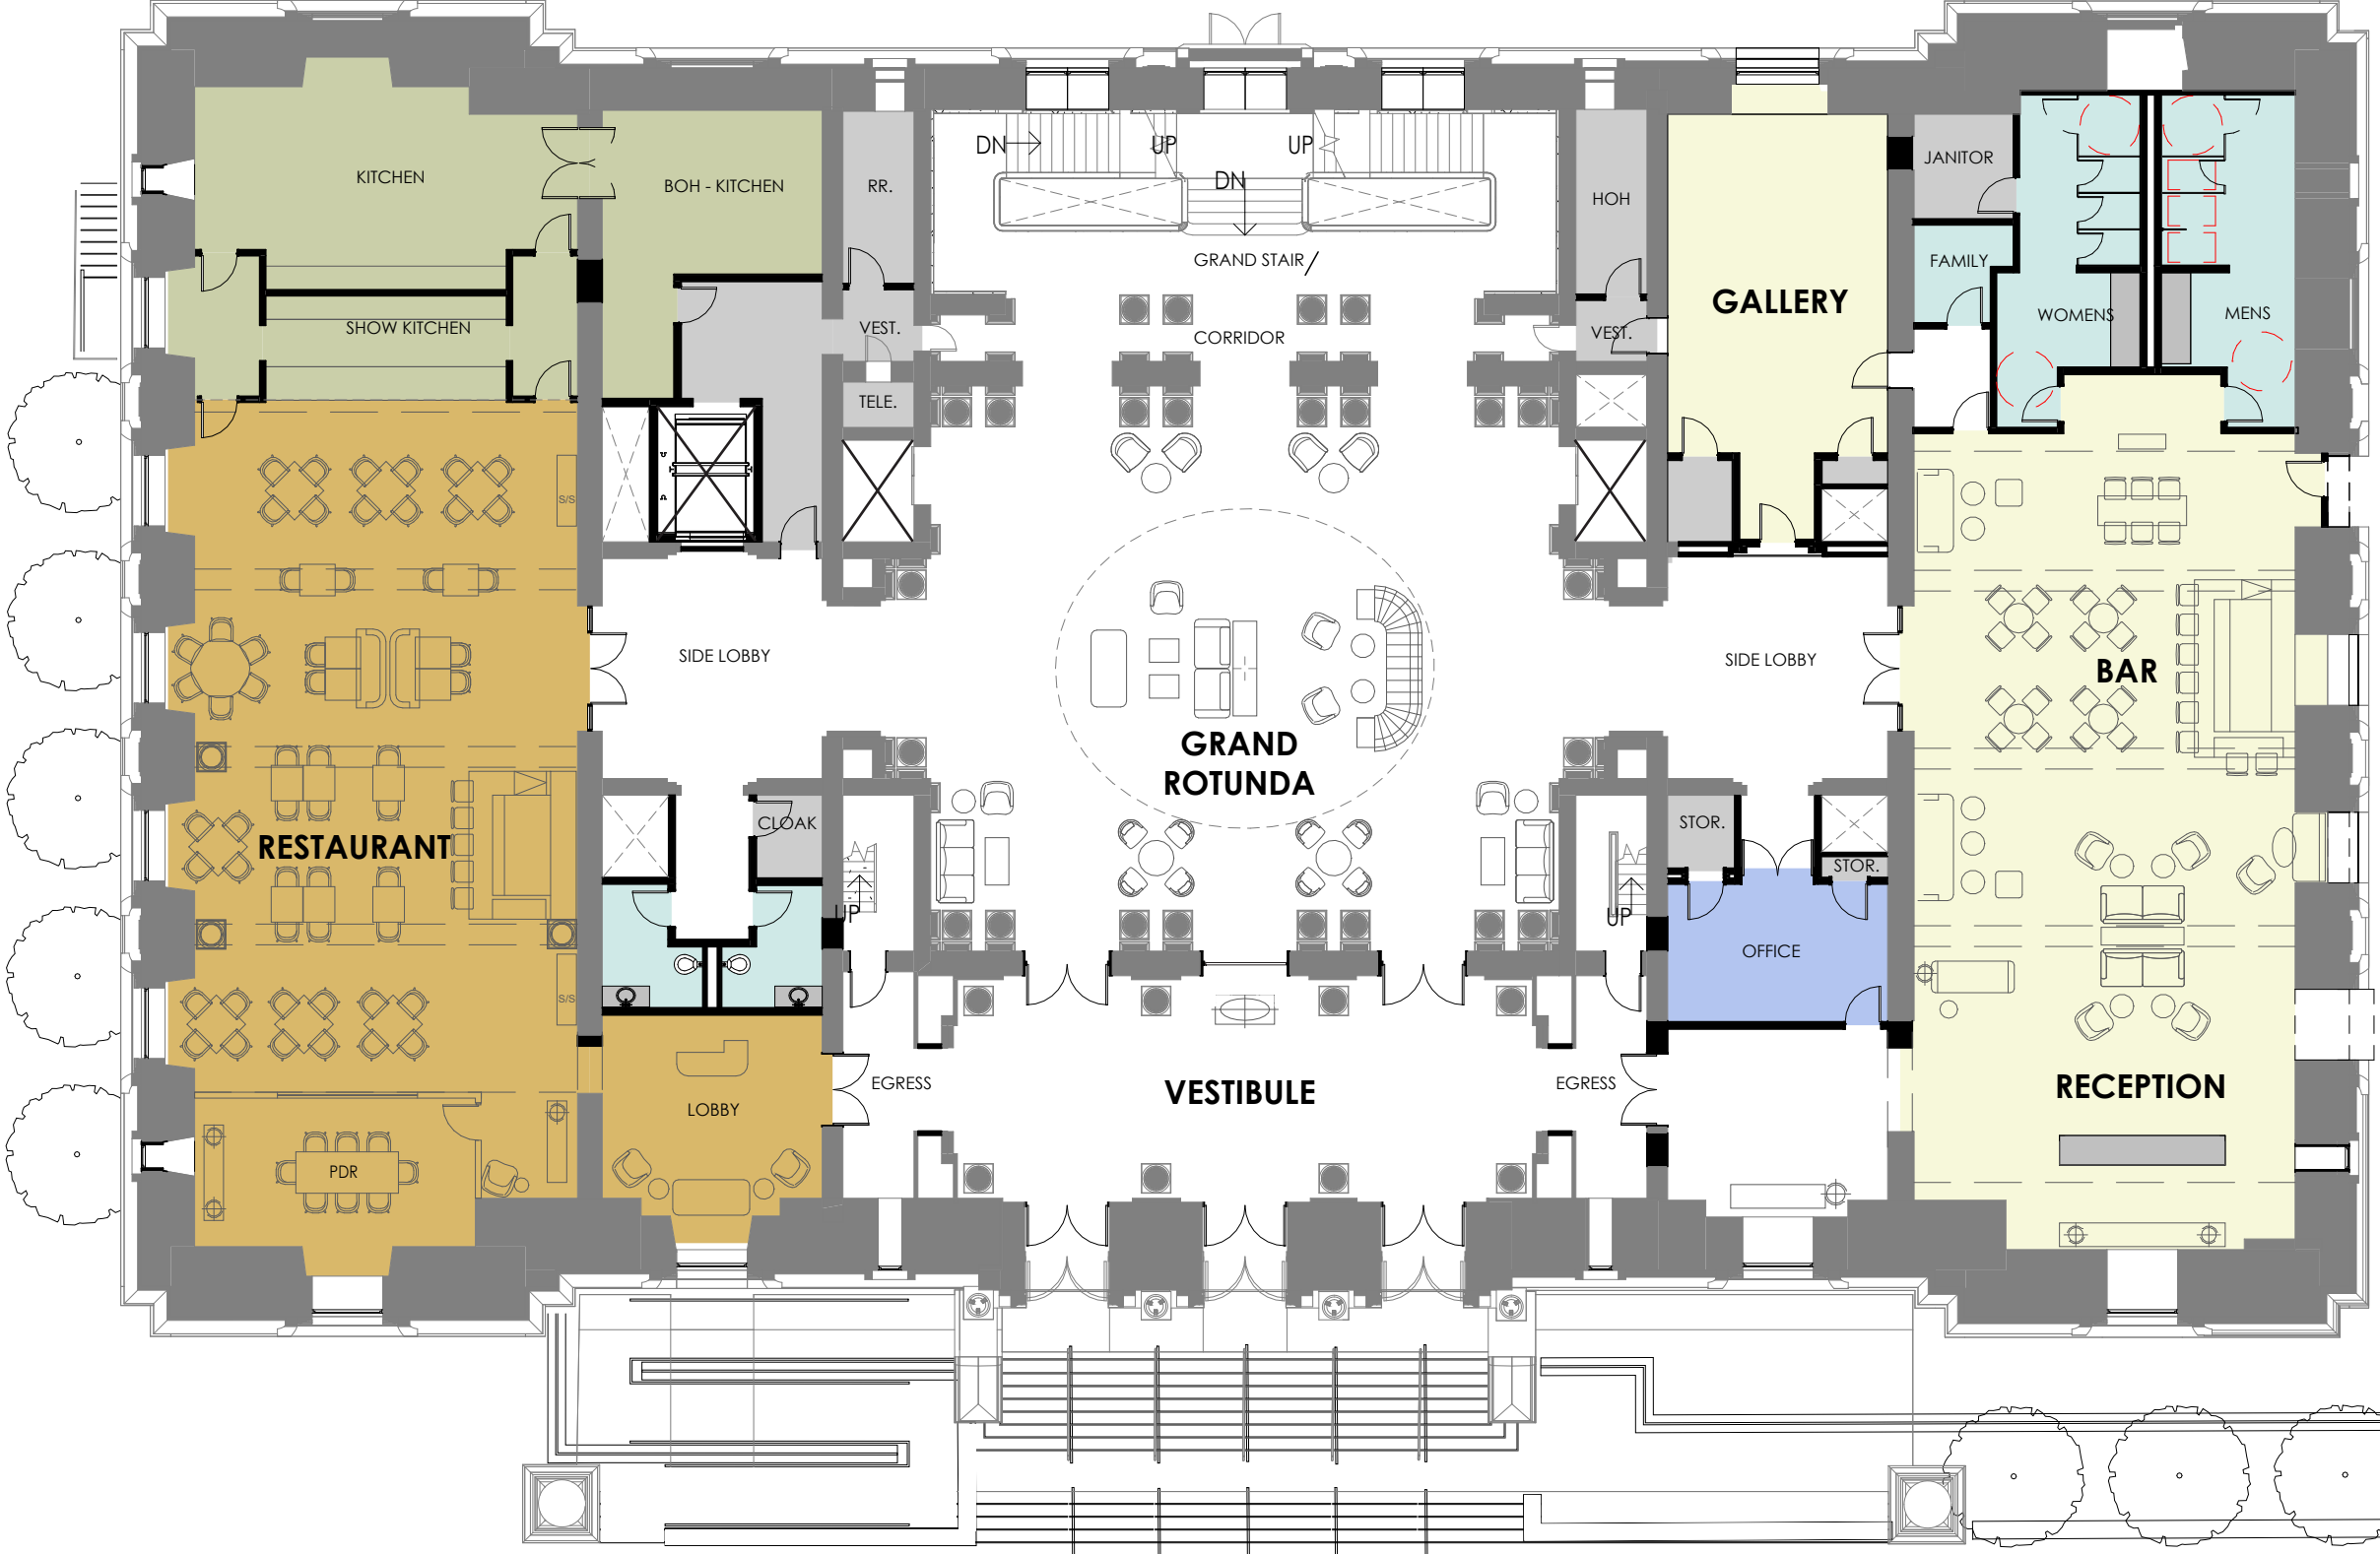 DN
UP
UP
JANITOR
KITCHEN
BOH - KITCHEN
RR.
DN
HOH
GRAND STAIR
FAMILY
GALLERY
WOMENS
MENS
SHOW KITCHEN
VEST.
CORRIDOR
VEST.
TELE.
S/S
SIDE LOBBY
SIDE LOBBY
BAR
GRAND
ROTUNDA
CLOAK
STOR.
RESTAURANT
STOR.
UP
UP
OFFICE
S/S
EGRESS
VESTIBULE
EGRESS
RECEPTION
LOBBY
PDR